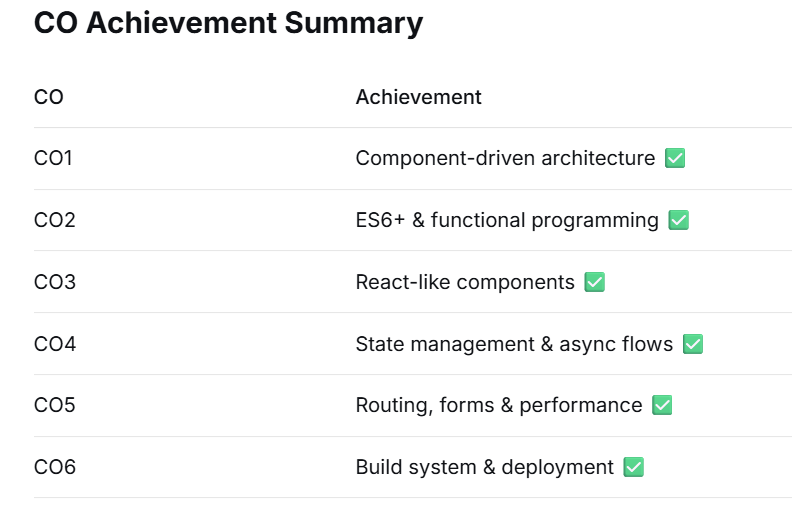 CO Achievement Summary
CO Achievement
CO1 Component-driven architecture ✅
CO2 ES6+ & functional programming ✅
CO3 React-like components ✅
CO4 State management & async flows ✅
CO5 Routing, forms & performance ✅
CO6 Build system & deployment ✅